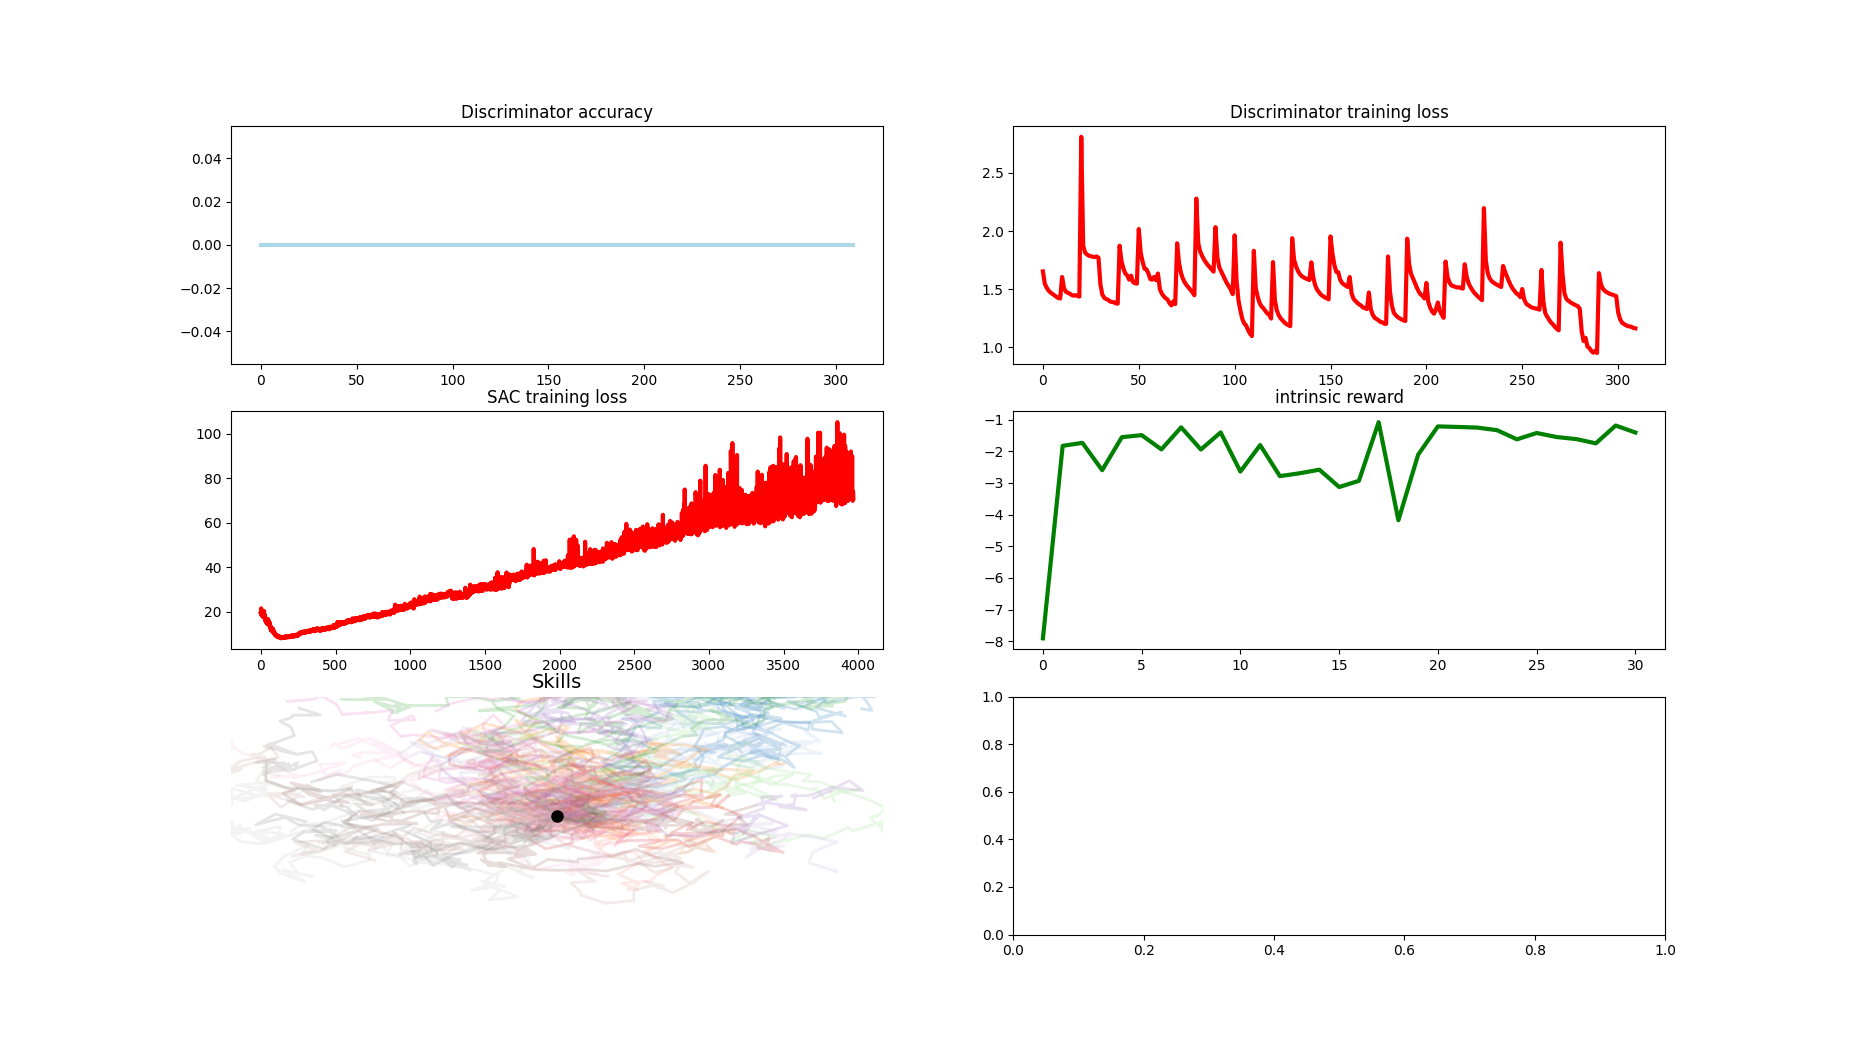 Discriminator accuracy
0.04
0.02
0.00
−0.02
−0.04
0 50 100 150 200 250 300
Discriminator training loss
2.5
2.0
1.5
1.0
0 50 100 150 200 250 300
SAC training loss
100
80
60
40
20
0 500 1000 1500 2000 2500 3000 3500 4000
intrinsic reward
−1
−2
−3
−4
−5
−6
−7
−8
0 5 10 15 20 25 30
Skills
1.0
0.8
0.6
0.4
0.2
0.0
0.0 0.2 0.4 0.6 0.8 1.0